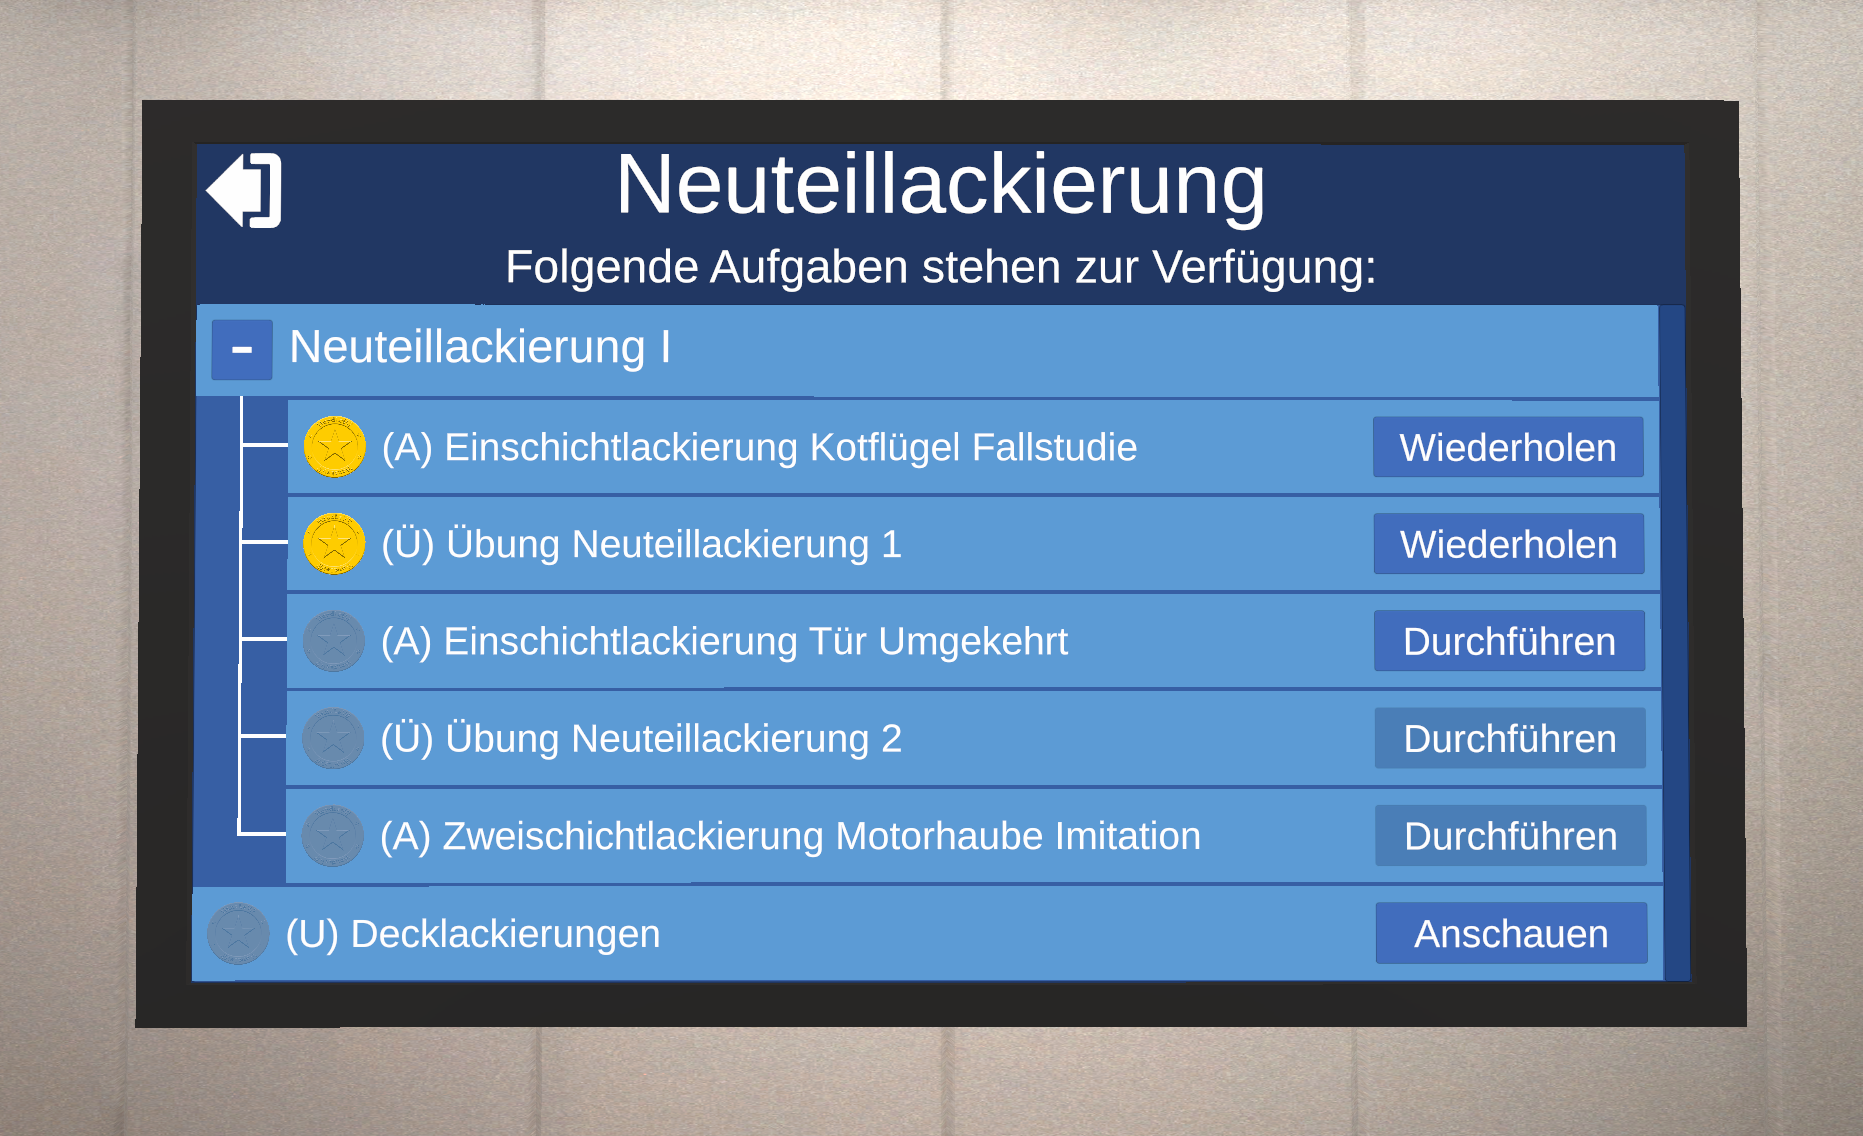 Neuteillackierung
Folgende Aufgaben stehen zur Verfügung:
- Neuteillackierung I
(A) Einschichtlackierung Kotflügel Fallstudie Wiederholen
(Ü) Übung Neuteillackierung 1 Wiederholen
(A) Einschichtlackierung Tür Umgekehrt Durchführen
(Ü) Übung Neuteillackierung 2 Durchführen
(A) Zweischichtlackierung Motorhaube Imitation Durchführen
(U) Decklackierungen Anschauen